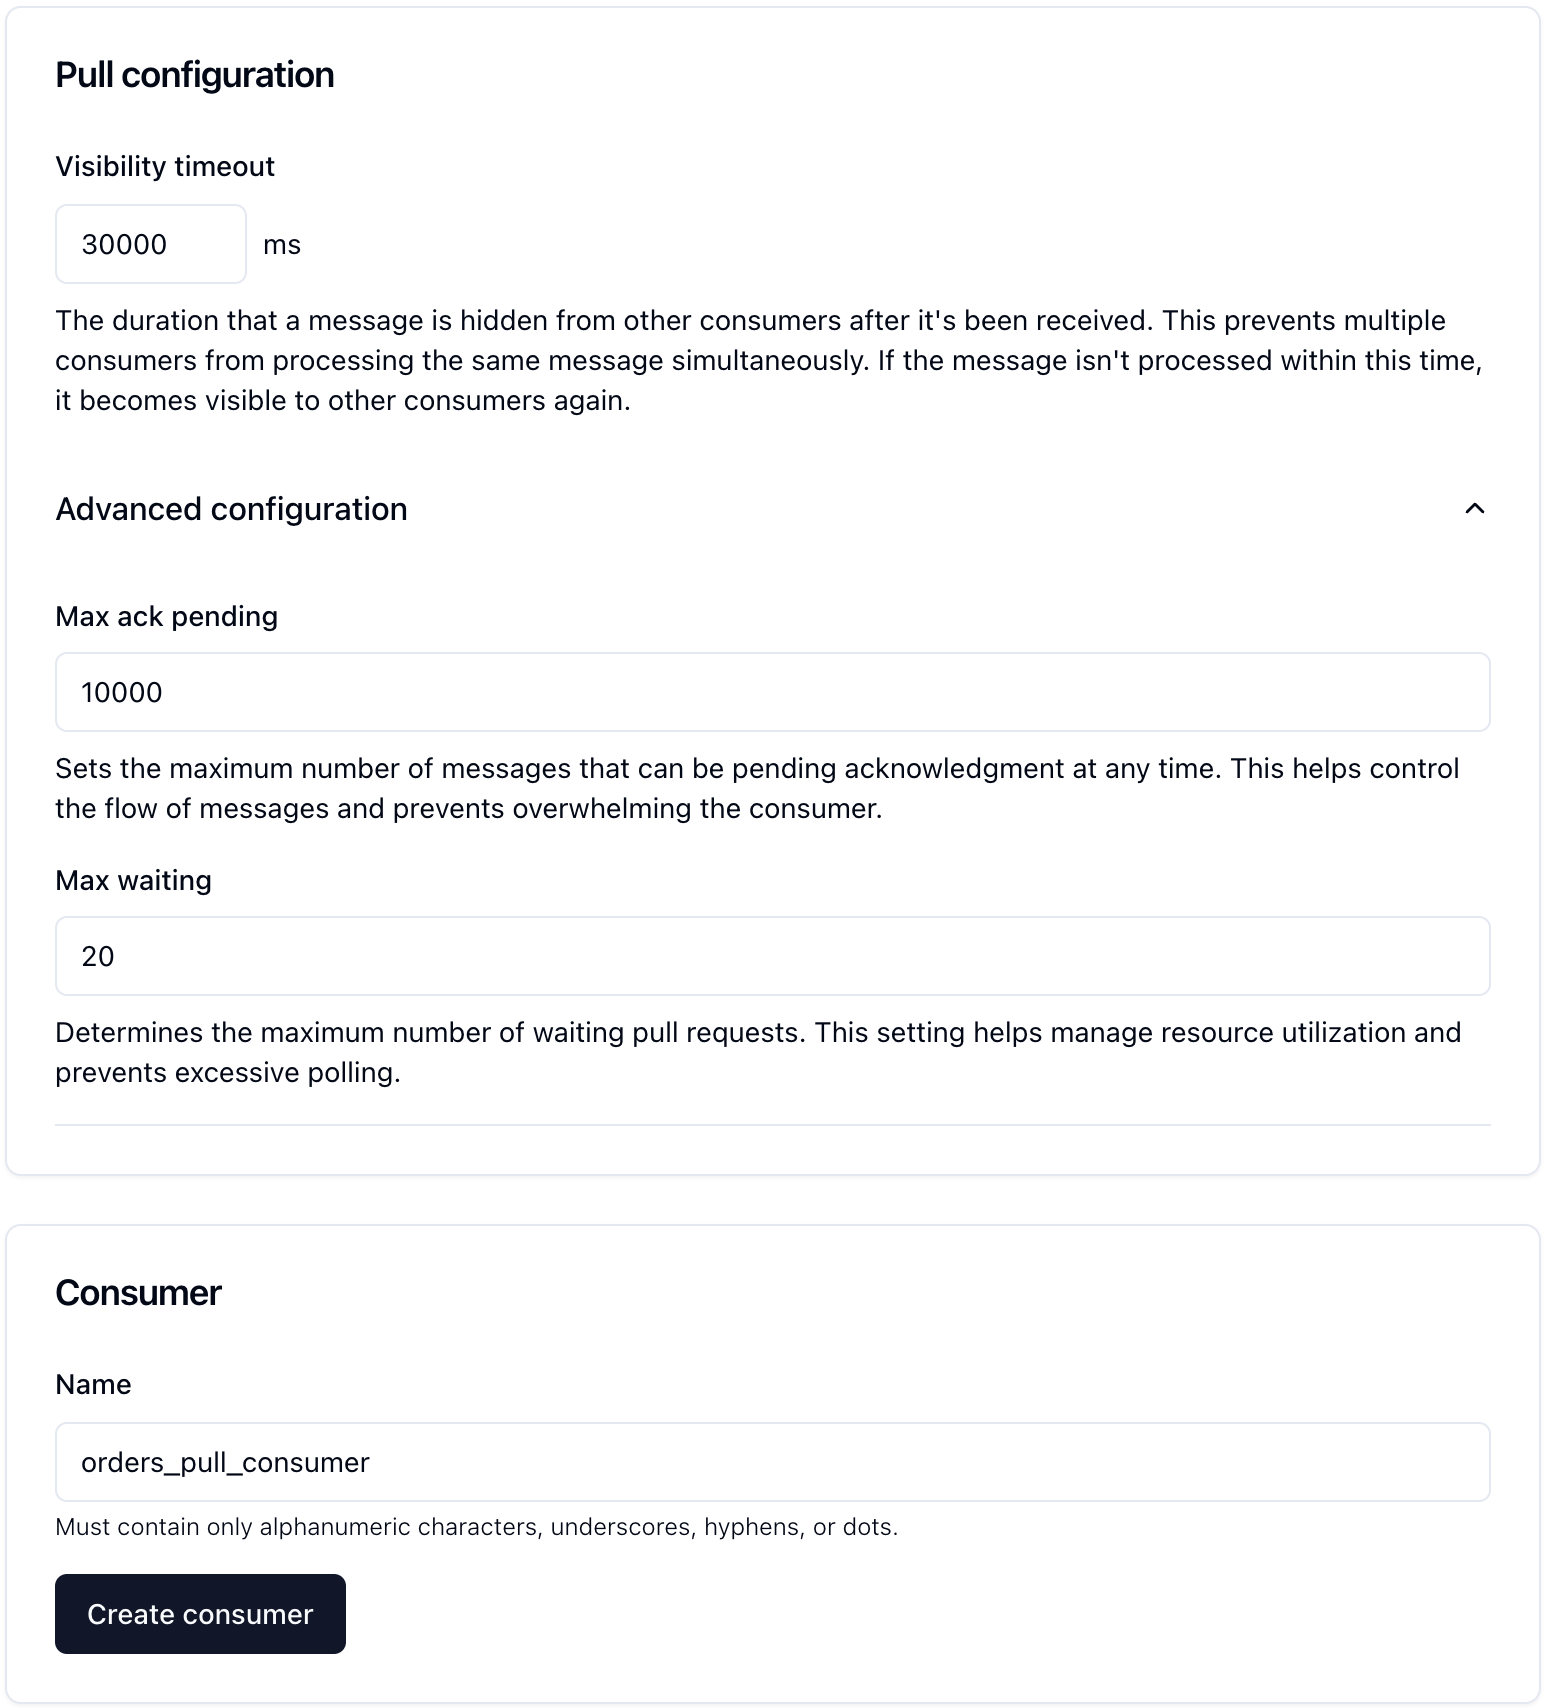 Pull configuration
Visibility timeout
30000 ms
The duration that a message is hidden from other consumers after it's been received. This prevents multiple
consumers from processing the same message simultaneously. If the message isn't processed within this time,
it becomes visible to other consumers again.
Advanced configuration
Max ack pending
10000
Sets the maximum number of messages that can be pending acknowledgment at any time. This helps control
the flow of messages and prevents overwhelming the consumer.
Max waiting
20
Determines the maximum number of waiting pull requests. This setting helps manage resource utilization and
prevents excessive polling.
Consumer
Name
orders_pull_consumer
Must contain only alphanumeric characters, underscores, hyphens, or dots.
Create consumer